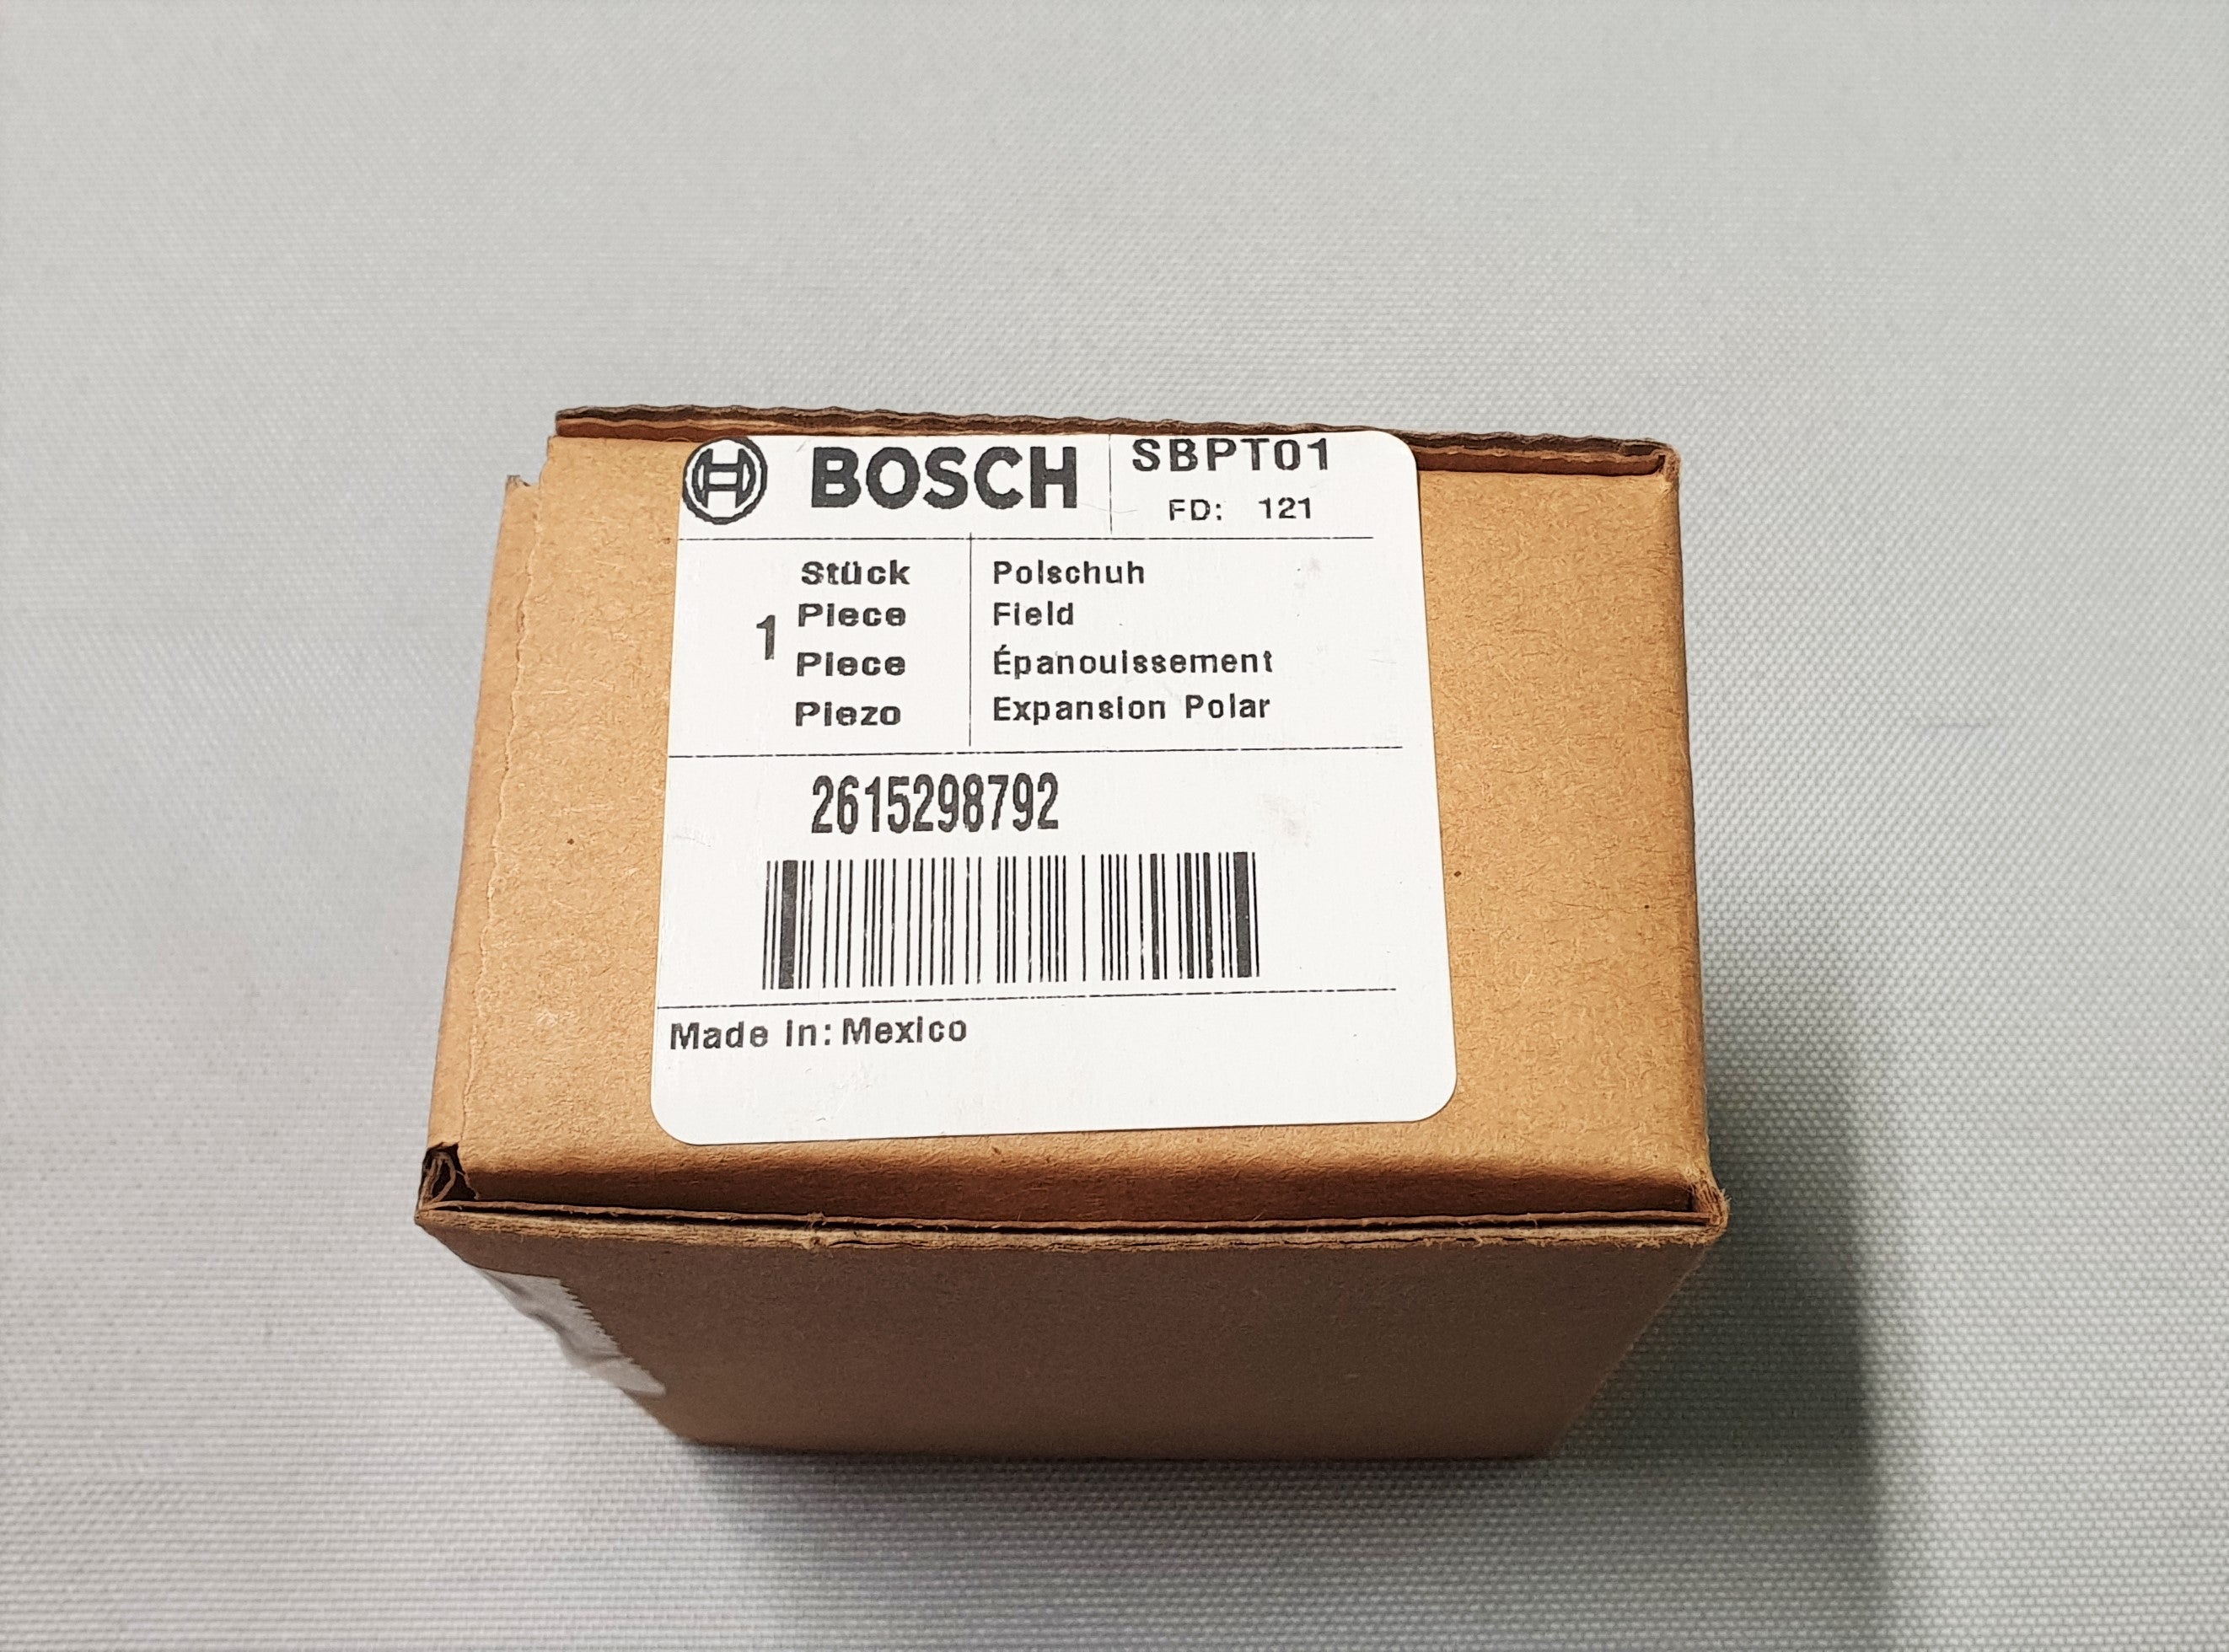 BOSCH
SBPT01
FD: 121
1
Stück
Piece
Piece
Piezo
Polschuh
Field
Épanouissement
Expansion Polar
2615298792
Made In: Mexico